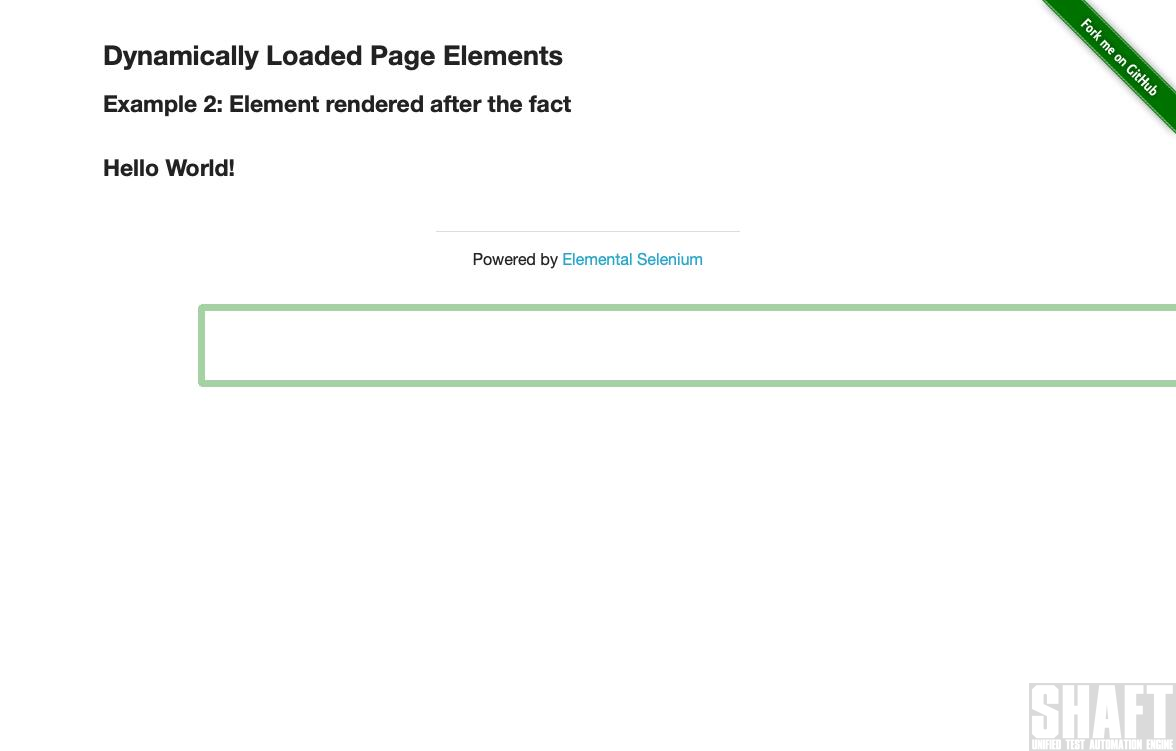 Dynamically Loaded Page Elements
Fork me on GitHub
Example 2: Element rendered after the fact
Hello World!
Powered by Elemental Selenium
SHAFT
UNIFIED TEST AUTOMATION ENGINE